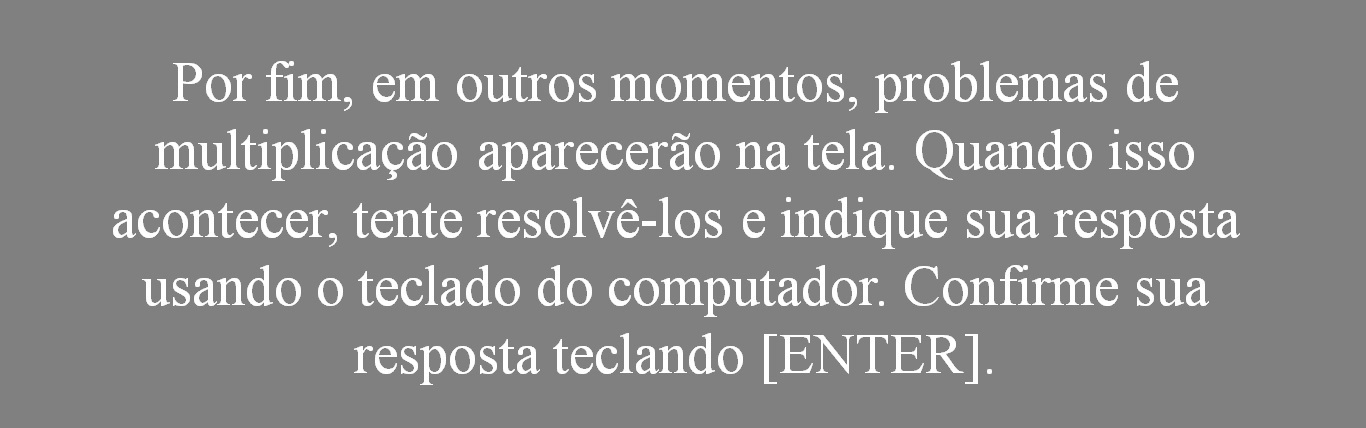 Por fim, em outros momentos, problemas de
multiplicação aparecerão na tela. Quando isso
acontecer, tente resolvê-los e indique sua resposta
usando o teclado do computador. Confirme sua
resposta teclando [ENTER].